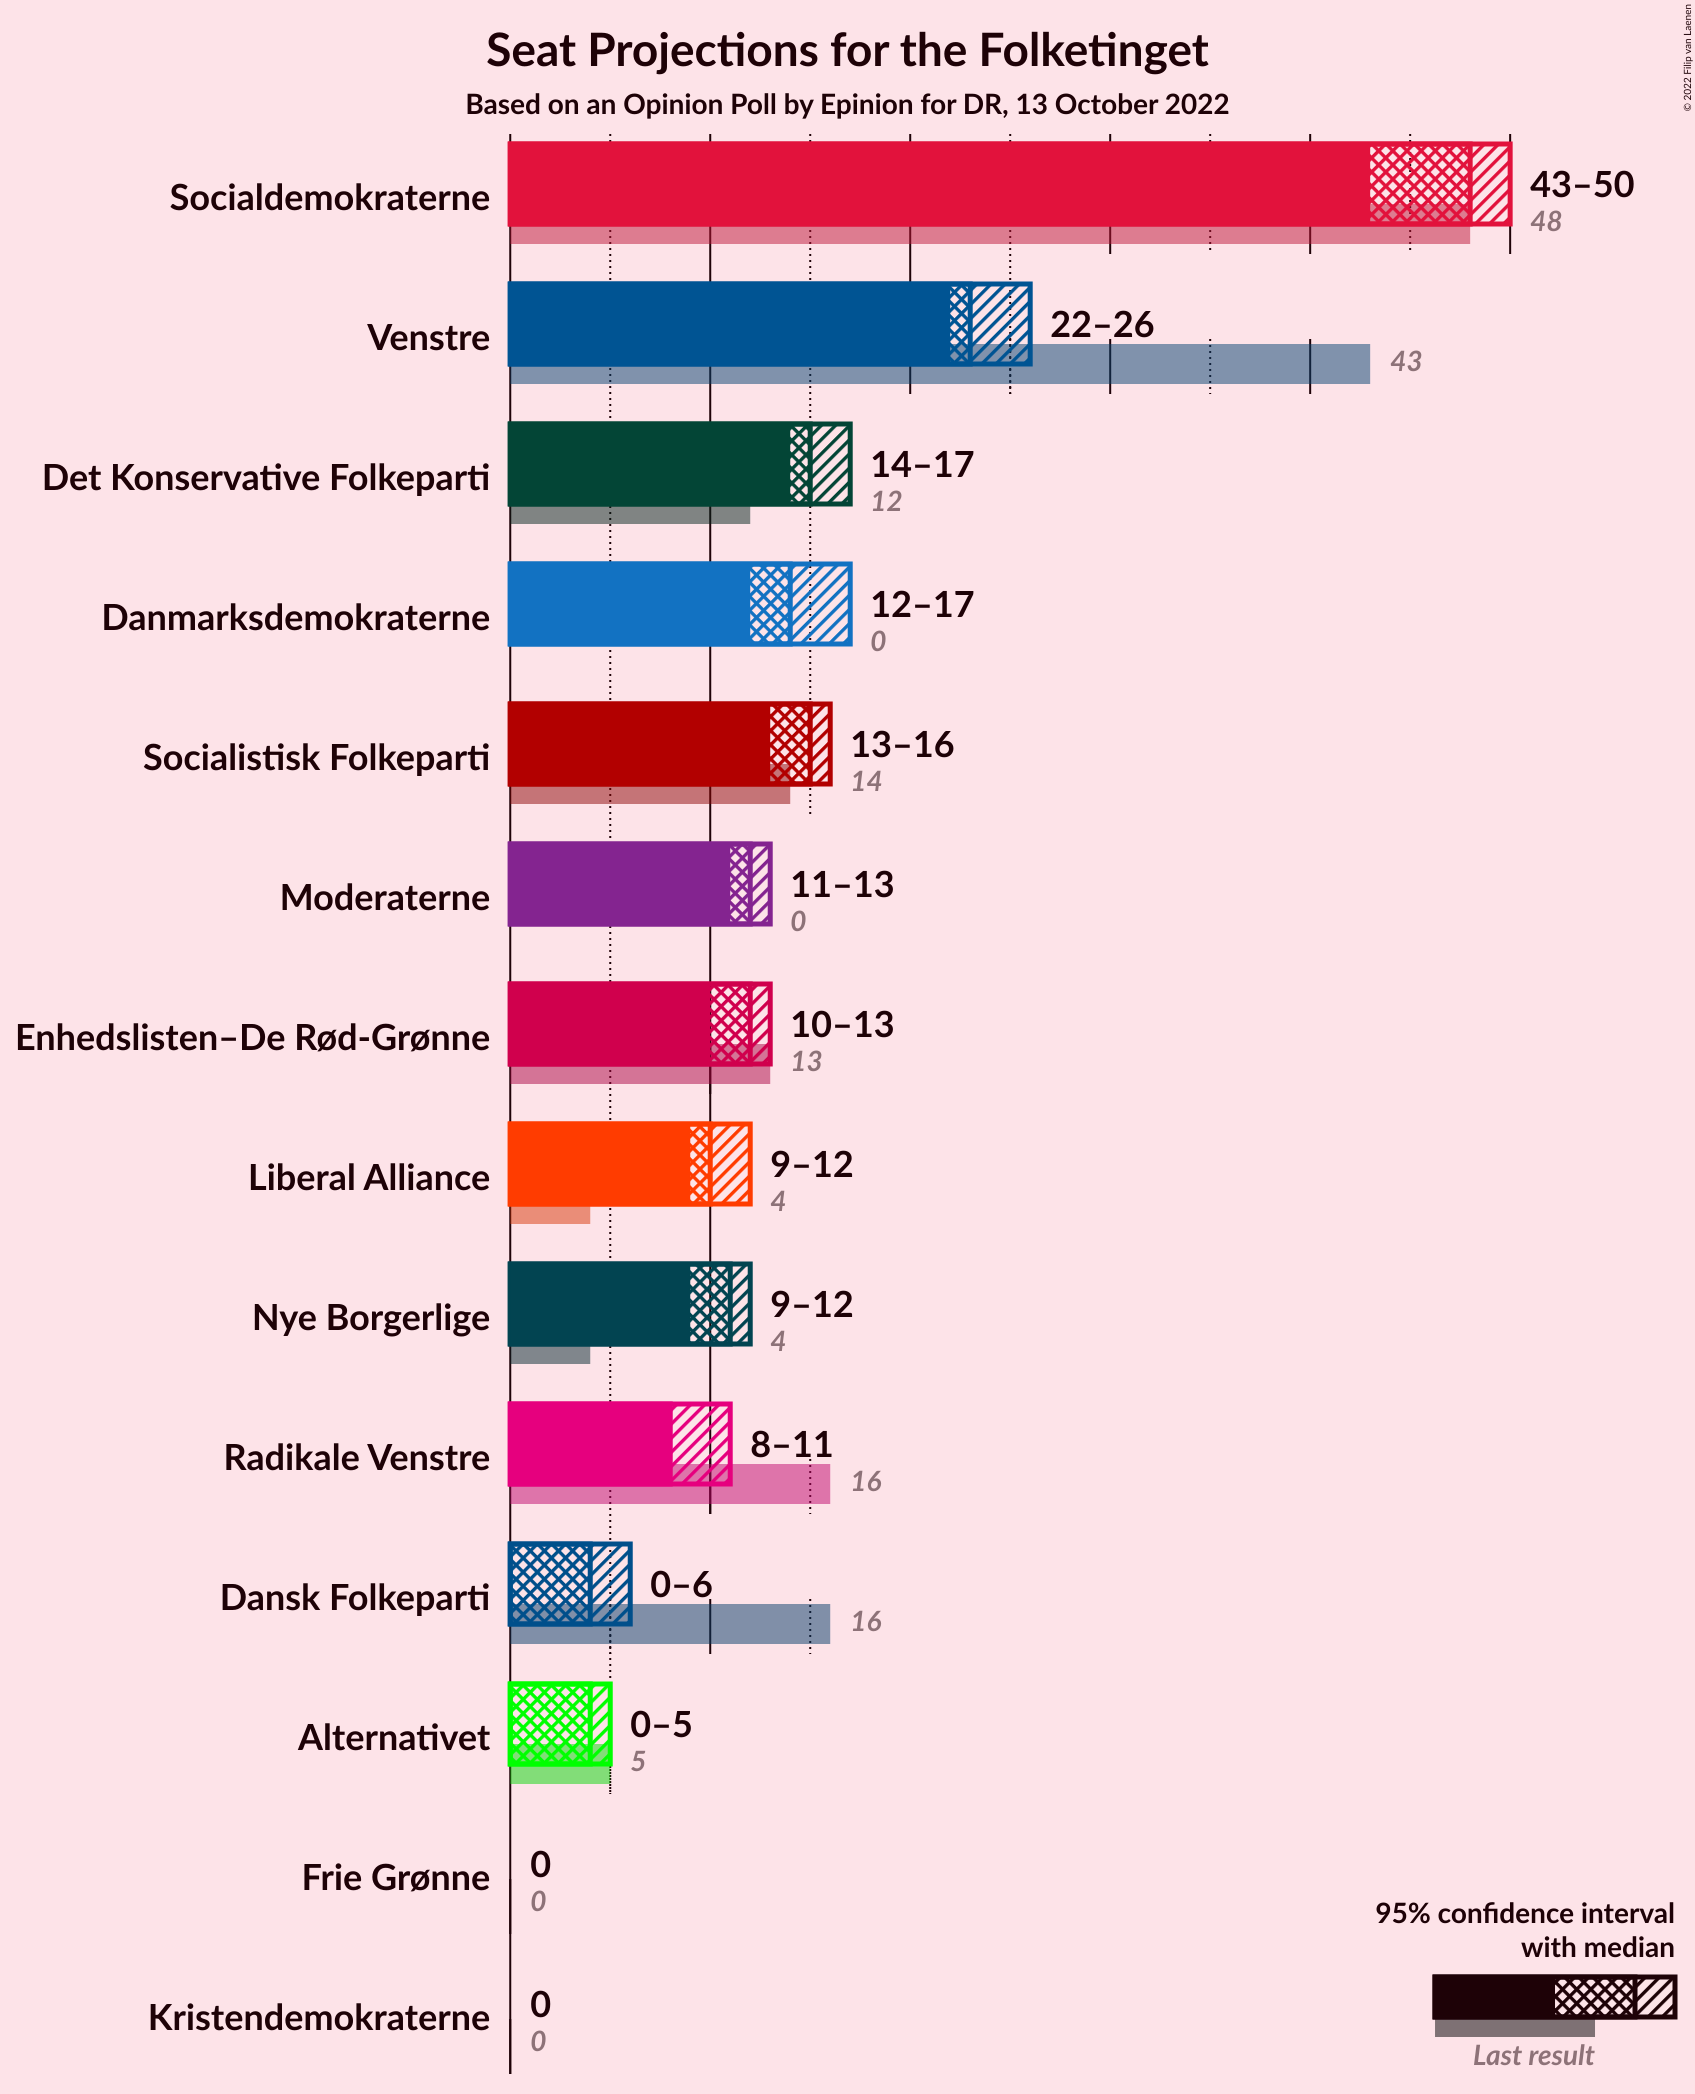 Seat Projections for the Folketinget
Based on an Opinion Poll by Epinion for DR, 13 October 2022
© 2022 Filip van Laenen
Socialdemokraterne
43–50
48
Venstre
22–26
43
Det Konservative Folkeparti
14–17
12
Danmarksdemokraterne
12–17
0
Socialistisk Folkeparti
13–16
14
Moderaterne
11–13
0
Enhedslisten–De Rød-Grønne
10–13
13
Liberal Alliance
9–12
4
Nye Borgerlige
9–12
4
Radikale Venstre
8–11
16
Dansk Folkeparti
0–6
16
Alternativet
0–5
5
Frie Grønne
0
0
Kristendemokraterne
0
0
95% confidence interval
with median
Last result